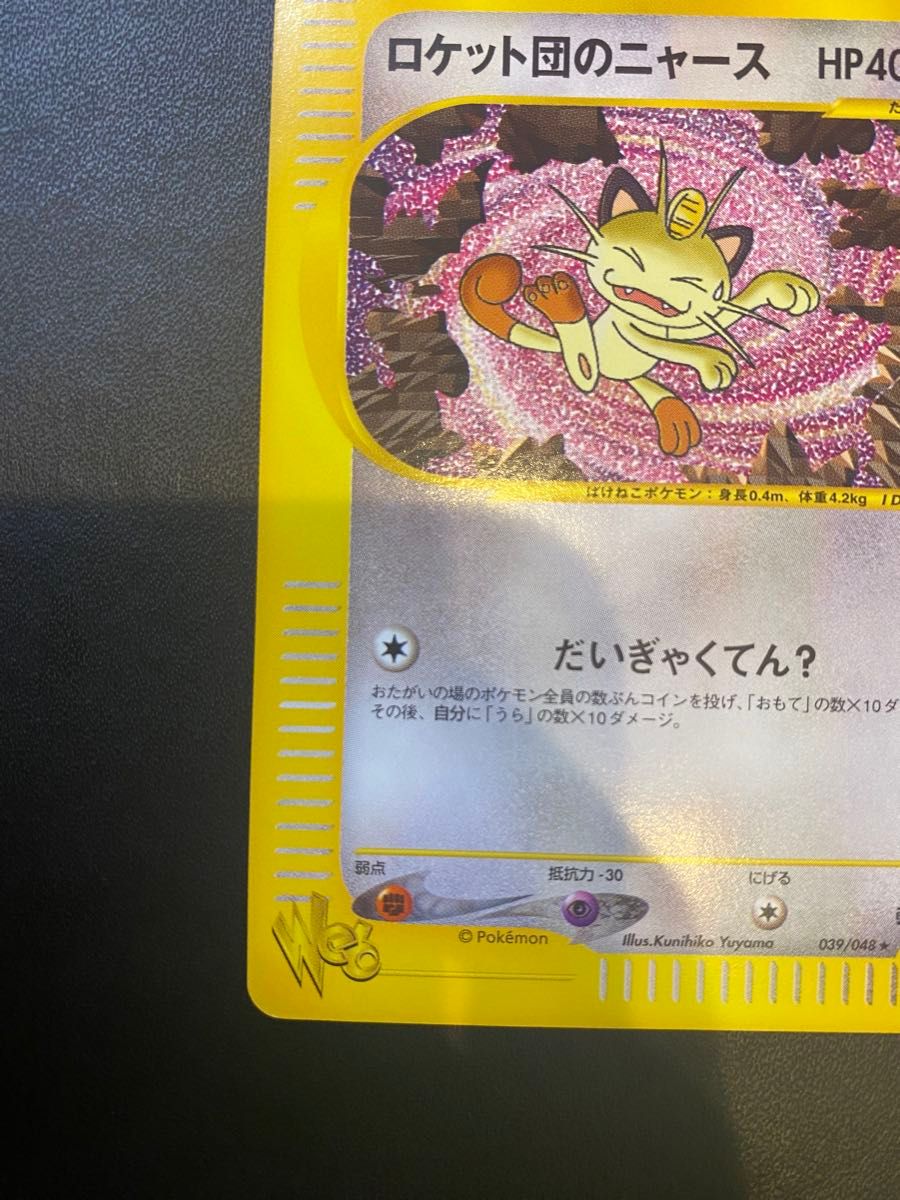 ロケット団のニャース HP40
た
ばけねこポケモン：身長0.4m、体重4.2kg
だいぎゃくてん?
おたがいの場のポケモン全員の数ぶんコインを投げ、「おもて」の数×10ダ
その後、自分に「うら」の数×10ダメージ。
弱点 抵抗力-30 にげる
Web © Pokémon Illus.Kunihiko Yuyama 039/048★